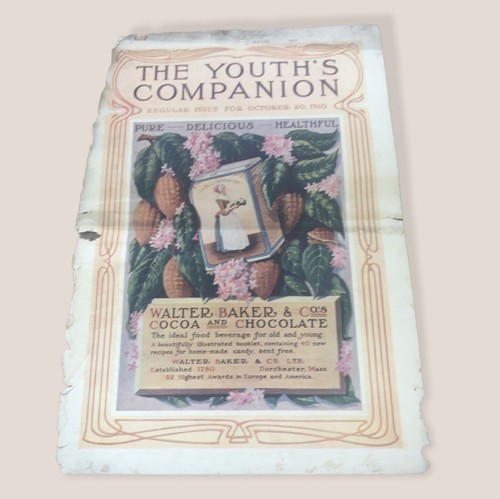 THE YOUTH'S
COMPANION
REGULAR ISSUE FOR OCTOBER 20, 1910
PURE — DELICIOUS — HEALTHFUL
WALTER BAKER & CO'S
COCOA AND CHOCOLATE
The ideal food beverage for old and young.
A beautifully illustrated booklet, containing 40 new
recipes for home-made candy, sent free.
WALTER BAKER & CO. LTD.
Established 1780 Dorchester, Mass
52 Highest Awards in Europe and America.